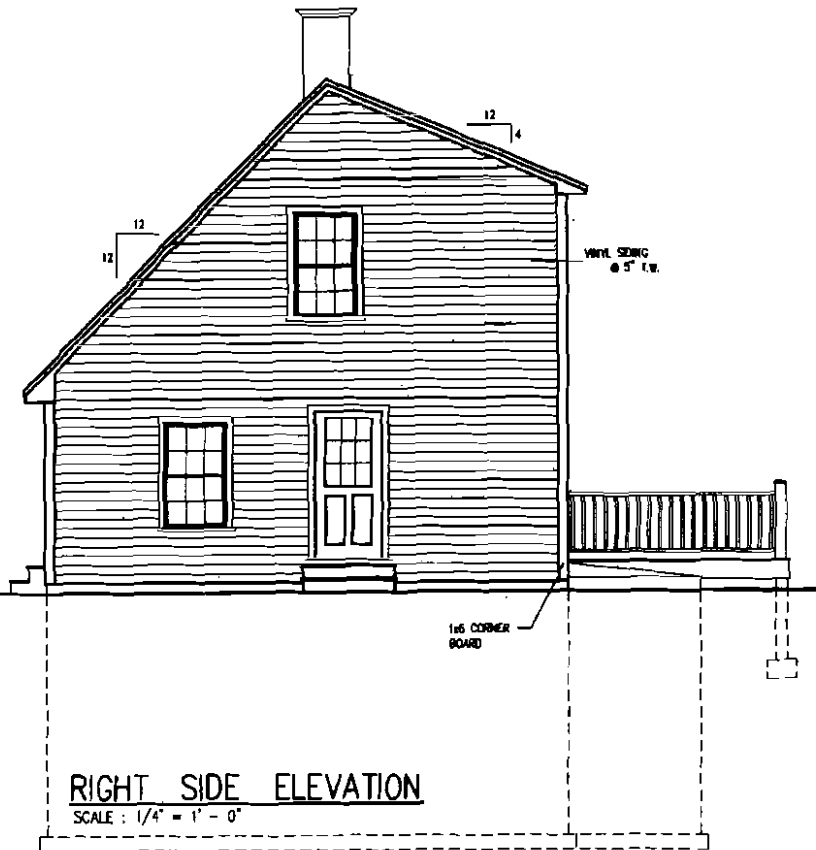 12
4
12
12
VINYL SIDING
@ 5" T.W.
1x6 CORNER
BOARD
RIGHT SIDE ELEVATION
SCALE : 1/4" = 1' - 0"